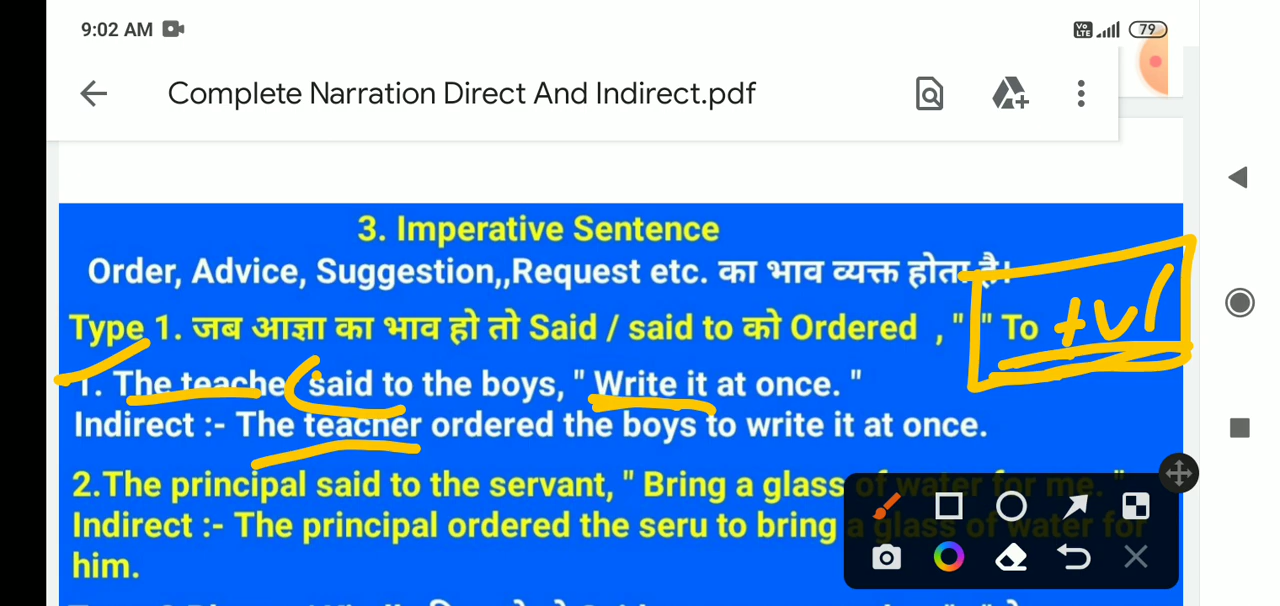 9:02 AM
Vo LTE 79
Complete Narration Direct And Indirect.pdf
3. Imperative Sentence
Order, Advice, Suggestion,,Request etc. का भाव व्यक्त होता है।
Type 1. जब आज्ञा का भाव हो तो Said / said to को Ordered , " " To +v1
1. The teacher said to the boys, " Write it at once. "
Indirect :- The teacher ordered the boys to write it at once.
2.The principal said to the servant, " Bring a glass of water for me. "
Indirect :- The principal ordered the seru to bring a glass of water for
him.